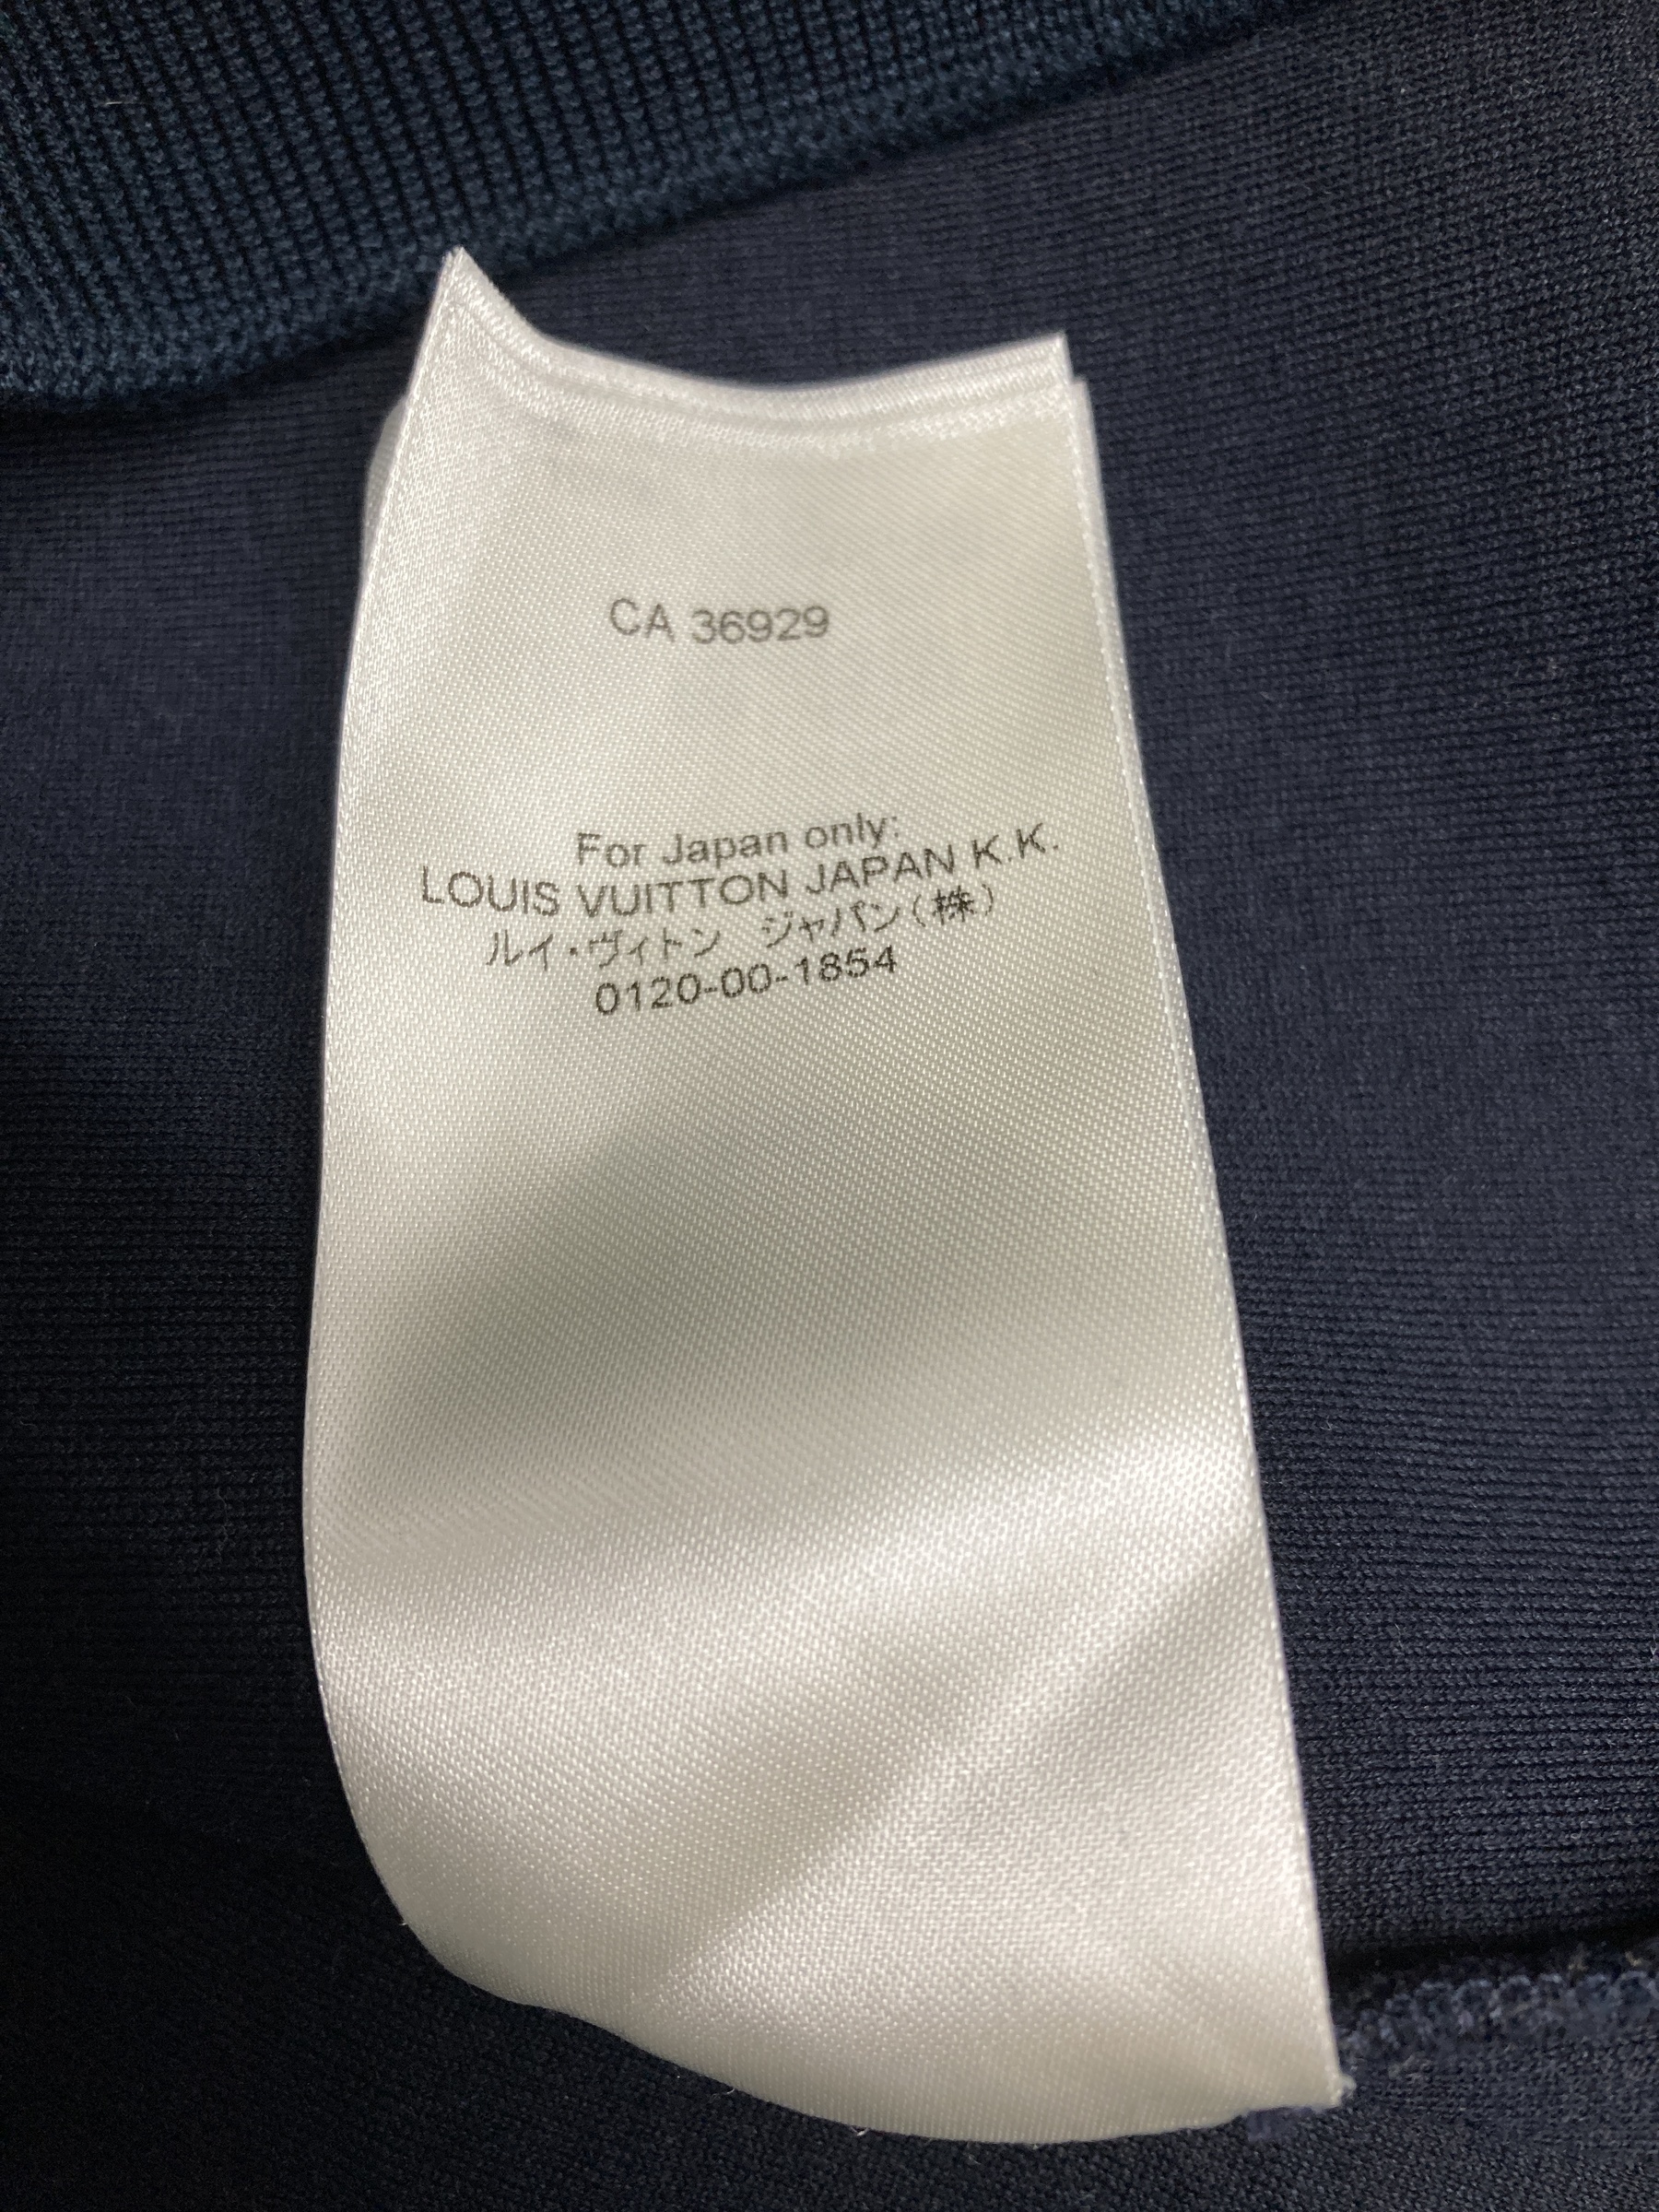 CA 36929
For Japan only:
LOUIS VUITTON JAPAN K.K.
ルイ・ヴィトン　ジャパン(株)
0120-00-1854